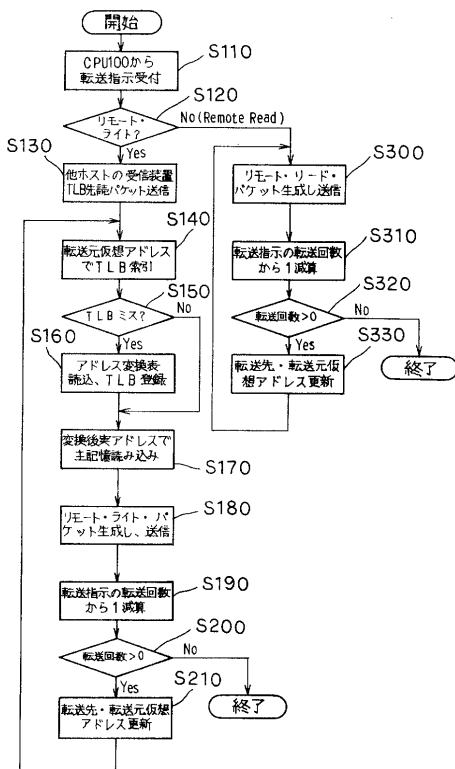 開始
S110
CPU100から
転送指示受付
S120
リモート・
ライト?
No(Remote Read)
Yes
S130
他ホストの受信装置
TLB先読パケット送信
S140
転送元仮想アドレス
でTLB索引
S150
TLBミス?
No
Yes
S160
アドレス変換表
読込、TLB登録
S170
変換後実アドレスで
主記憶読み込み
S180
リモート・ライト・パ
ケット生成し、送信
S190
転送指示の転送回数
から1減算
S200
転送回数>0
No
Yes
終了
S210
転送先・転送元仮想
アドレス更新
S300
リモート・リード・
パケット生成し送信
S310
転送指示の転送回数
から1減算
S320
転送回数>0
No
Yes
終了
S330
転送先・転送元仮
想アドレス更新